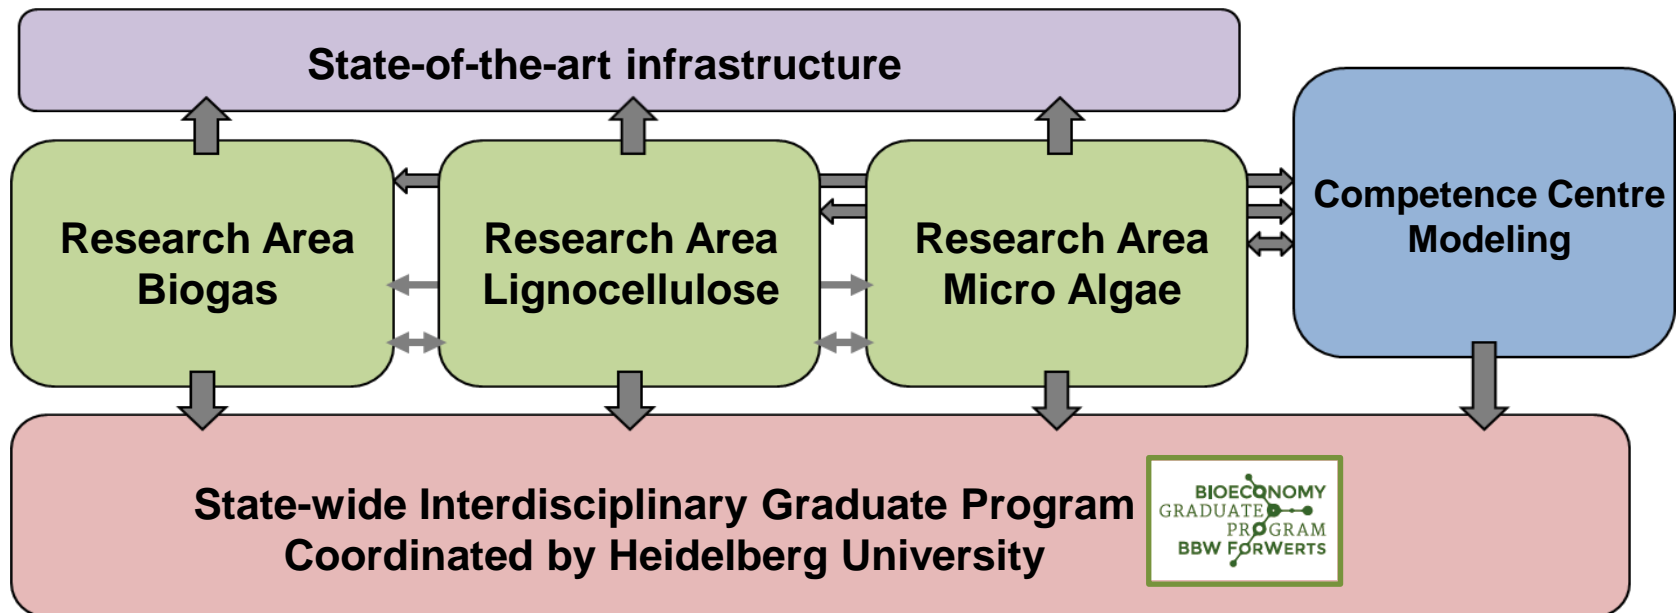 State-of-the-art infrastructure
Research Area
Biogas
Research Area
Lignocellulose
Research Area
Micro Algae
Competence Centre
Modeling
State-wide Interdisciplinary Graduate Program
Coordinated by Heidelberg University
BIOECONOMY
GRADUATE
PROGRAM
BBW FORWERTS